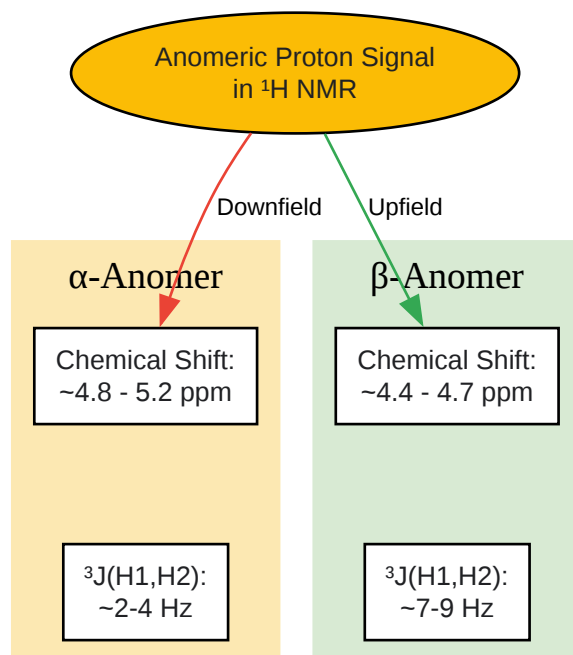 Anomeric Proton Signal
in ¹H NMR
Downfield
Upfield
α-Anomer
β-Anomer
Chemical Shift:
~4.8 - 5.2 ppm
Chemical Shift:
~4.4 - 4.7 ppm
³J(H1,H2):
~2-4 Hz
³J(H1,H2):
~7-9 Hz